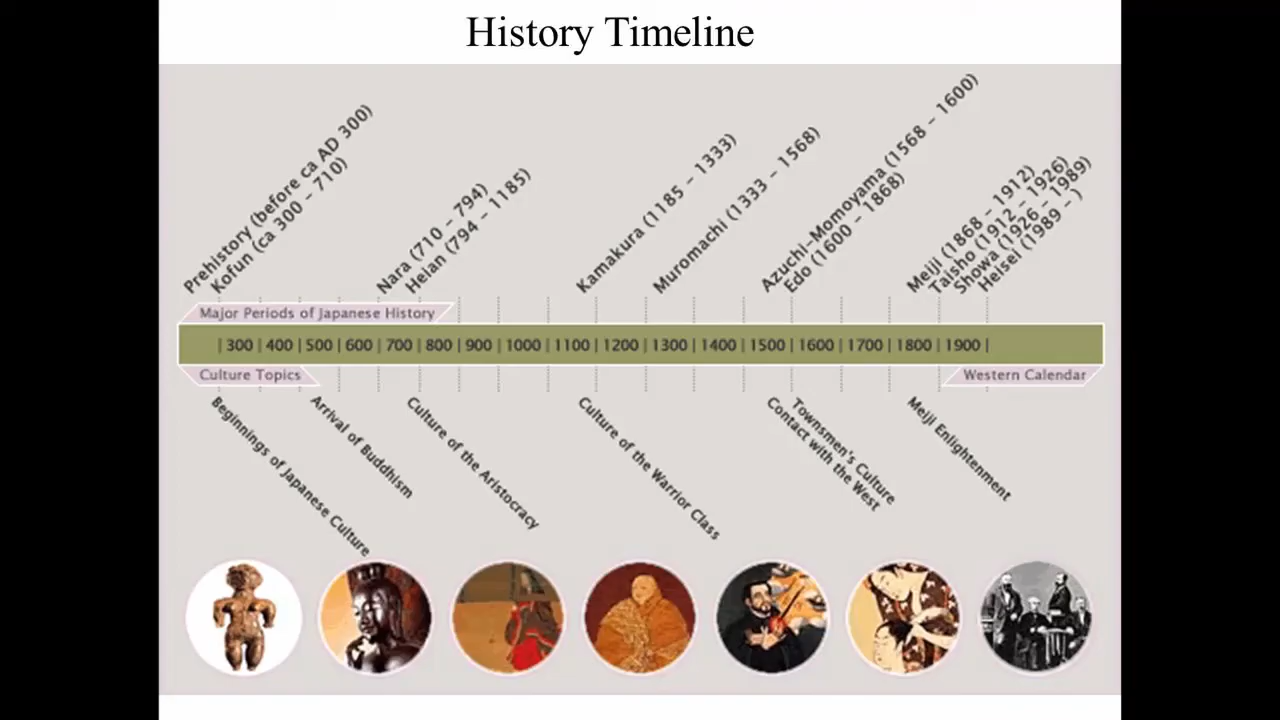 History Timeline
Prehistory (before ca AD 300)
Kofun (ca 300 - 710)
Nara (710 - 794)
Heian (794 - 1185)
Kamakura (1185 - 1333)
Muromachi (1333 - 1568)
Azuchi-Momoyama (1568 - 1600)
Edo (1600 - 1868)
Meiji (1868 - 1912)
Taisho (1912 - 1926)
Showa (1926 - 1989)
Heisei (1989 - )
Major Periods of Japanese History
| 300 | 400 | 500 | 600 | 700 | 800 | 900 | 1000 | 1100 | 1200 | 1300 | 1400 | 1500 | 1600 | 1700 | 1800 | 1900 |
Culture Topics
Western Calendar
Beginnings of Japanese Culture
Arrival of Buddhism
Culture of the Aristocracy
Culture of the Warrior Class
Contact with the West
Townsmen's Culture
Meiji Enlightenment